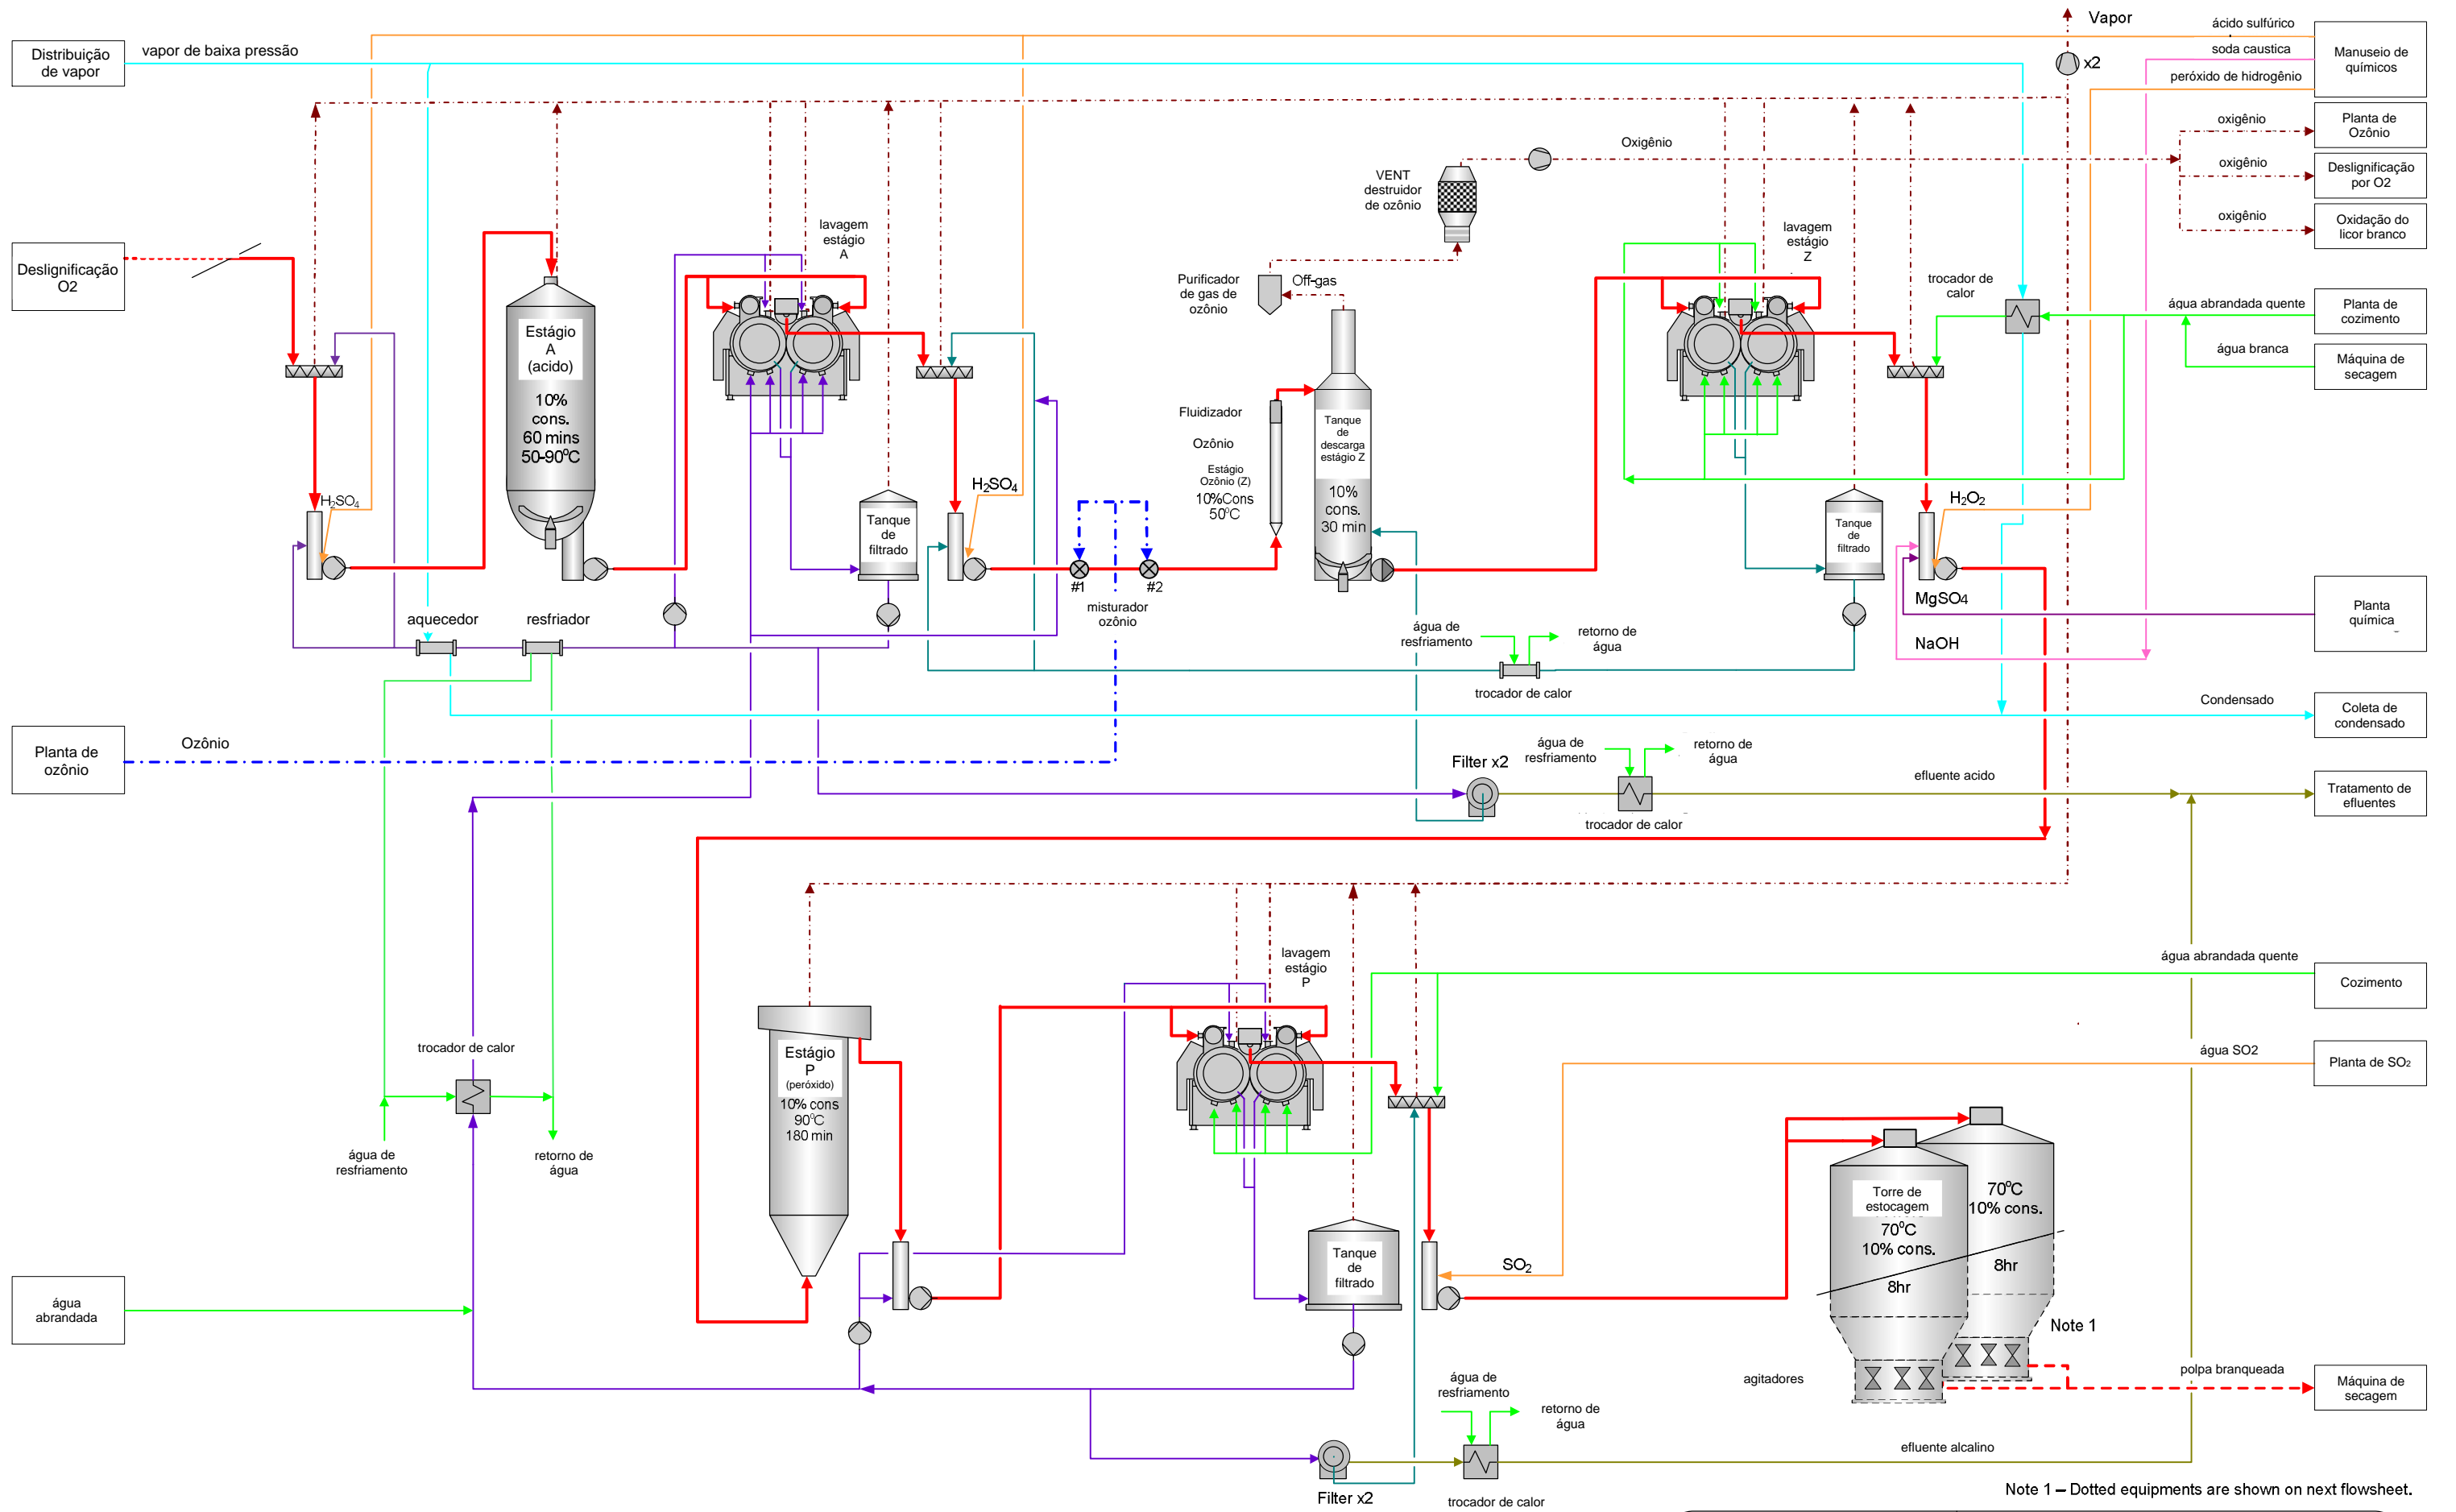 Vapor
x2
ácido sulfúrico
soda caustica
peróxido de hidrogênio
Manuseio de
químicos
Distribuição
de vapor
vapor de baixa pressão
oxigênio
Planta de
Ozônio
oxigênio
Deslignificação
por O2
oxigênio
Oxidação do
licor branco
Oxigênio
VENT
destruidor
de ozônio
lavagem
estágio
A
lavagem
estágio
Z
Deslignificação
O2
Purificador
de gas de
ozônio
Off-gas
trocador de
calor
água abrandada quente
Planta de
cozimento
água branca
Máquina de
secagem
Estágio
A
(acido)
10%
cons.
60 mins
50-90⁰C
Fluidizador
Ozônio
Estágio
Ozônio (Z)
10%Cons
50⁰C
Tanque
de
descarga
estágio Z
10%
cons.
30 min
H₂SO₄
H₂SO₄
H₂O₂
Tanque
de
filtrado
Tanque
de
filtrado
#1
#2
misturador
ozônio
MgSO4
NaOH
Planta
química
aquecedor
resfriador
água de
resfriamento
retorno de
água
trocador de calor
Condensado
Coleta de
condensado
Planta de
ozônio
Ozônio
Filter x2
água de
resfriamento
retorno de
água
trocador de calor
efluente acido
Tratamento de
efluentes
lavagem
estágio
P
água abrandada quente
Cozimento
trocador de calor
Estágio
P
(peróxido)
10% cons
90⁰C
180 min
água SO2
Planta de SO₂
água de
resfriamento
retorno de
água
Torre de
estocagem
70⁰C
10% cons.
8hr
70⁰C
10% cons.
8hr
Note 1
Tanque
de
filtrado
SO₂
água
abrandada
agitadores
polpa branqueada
Máquina de
secagem
água de
resfriamento
retorno de
água
Filter x2
trocador de calor
efluente alcalino
Note 1 – Dotted equipments are shown on next flowsheet.